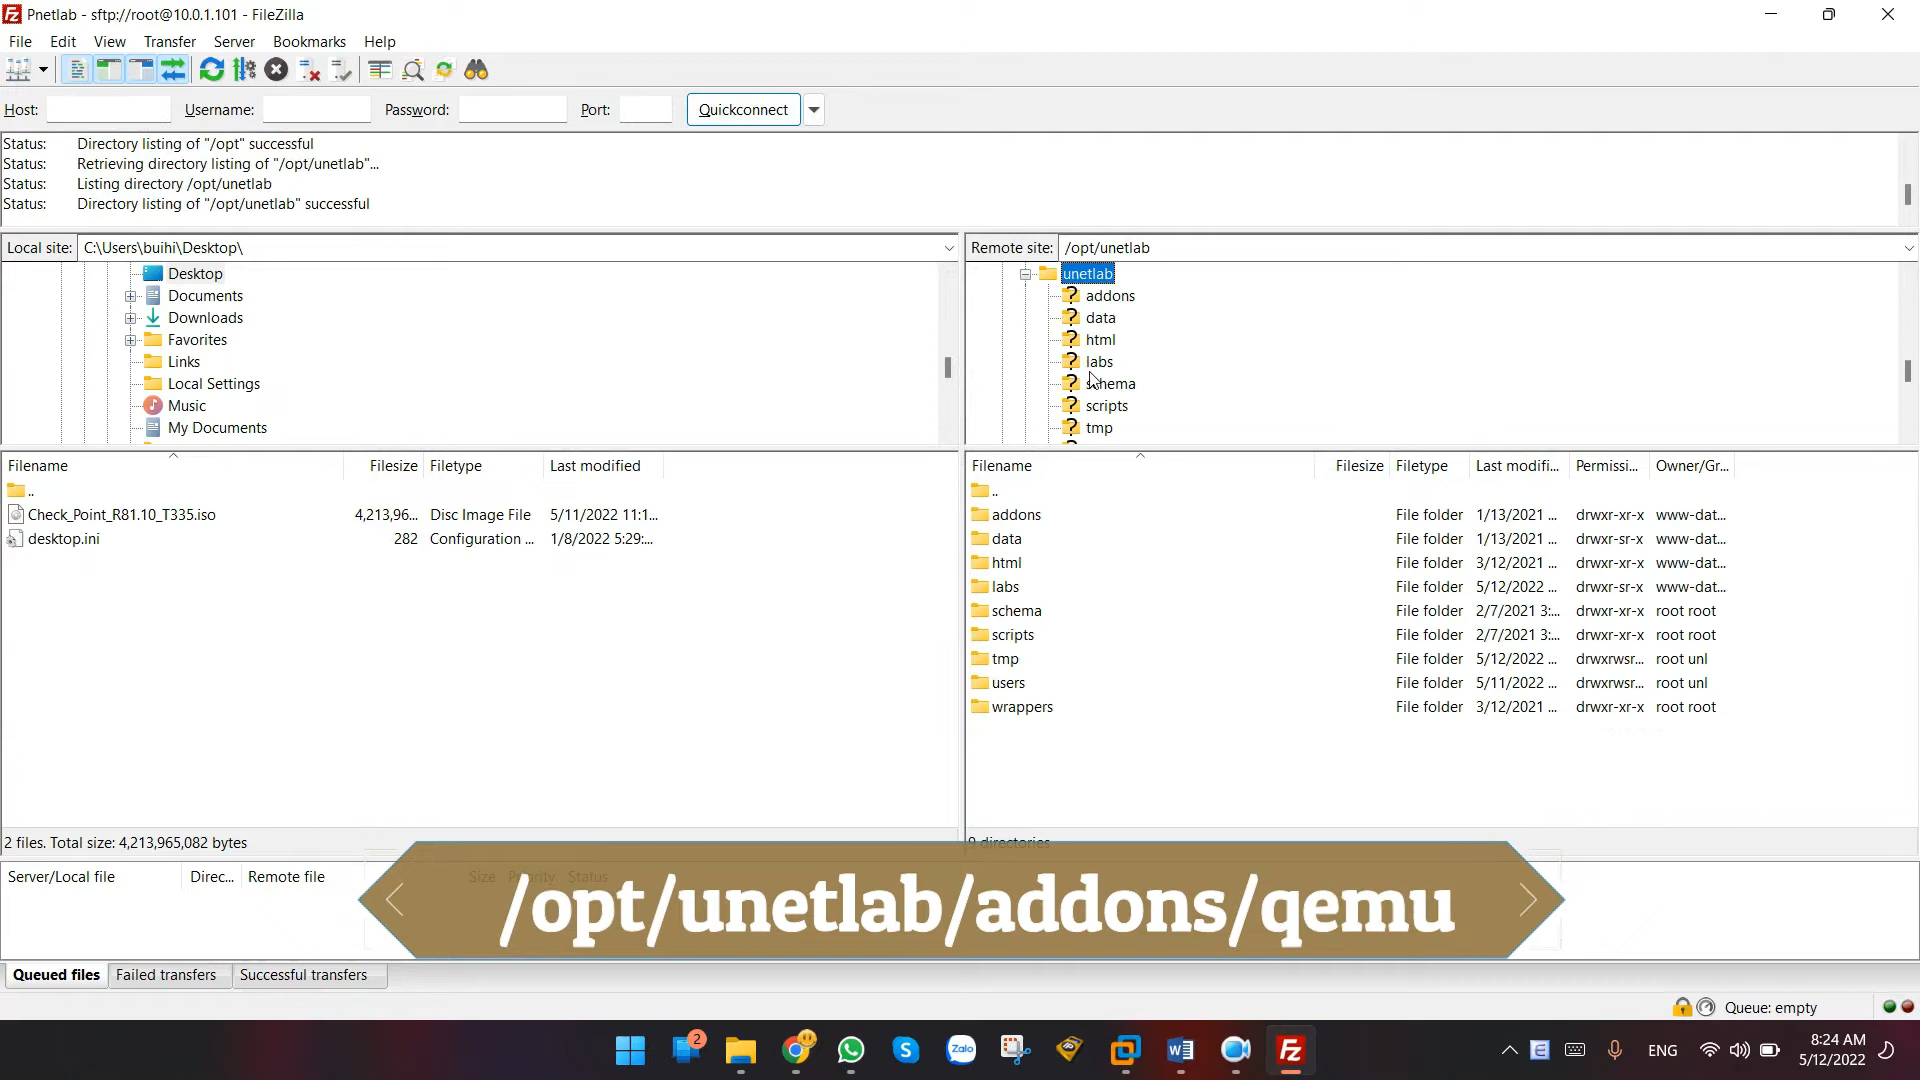 Pnetlab - sftp://root@10.0.1.101 - FileZilla
File Edit View Transfer Server Bookmarks Help
Host: Username: Password: Port: Quickconnect
Status: Directory listing of "/opt" successful
Status: Retrieving directory listing of "/opt/unetlab"...
Status: Listing directory /opt/unetlab
Status: Directory listing of "/opt/unetlab" successful
Local site: C:\Users\buihi\Desktop\
Desktop
Documents
Downloads
Favorites
Links
Local Settings
Music
My Documents
Remote site: /opt/unetlab
unetlab
addons
data
html
labs
schema
scripts
tmp
Filename Filesize Filetype Last modified
..
Check_Point_R81.10_T335.iso 4,213,96... Disc Image File 5/11/2022 11:1...
desktop.ini 282 Configuration ... 1/8/2022 5:29:...
2 files. Total size: 4,213,965,082 bytes
Filename Filesize Filetype Last modifi... Permissi... Owner/Gr...
..
addons File folder 1/13/2021 ... drwxr-xr-x www-dat...
data File folder 1/13/2021 ... drwxr-sr-x www-dat...
html File folder 3/12/2021 ... drwxr-xr-x www-dat...
labs File folder 5/12/2022 ... drwxr-sr-x www-dat...
schema File folder 2/7/2021 3:... drwxr-xr-x root root
scripts File folder 2/7/2021 3:... drwxr-xr-x root root
tmp File folder 5/12/2022 ... drwxrwsr... root unl
users File folder 5/11/2022 ... drwxrwsr... root unl
wrappers File folder 3/12/2021 ... drwxr-xr-x root root
9 directories
Server/Local file Direc... Remote file Size Priority Status
/opt/unetlab/addons/qemu
Queued files Failed transfers Successful transfers
Queue: empty
2
Zalo
ENG
8:24 AM
5/12/2022